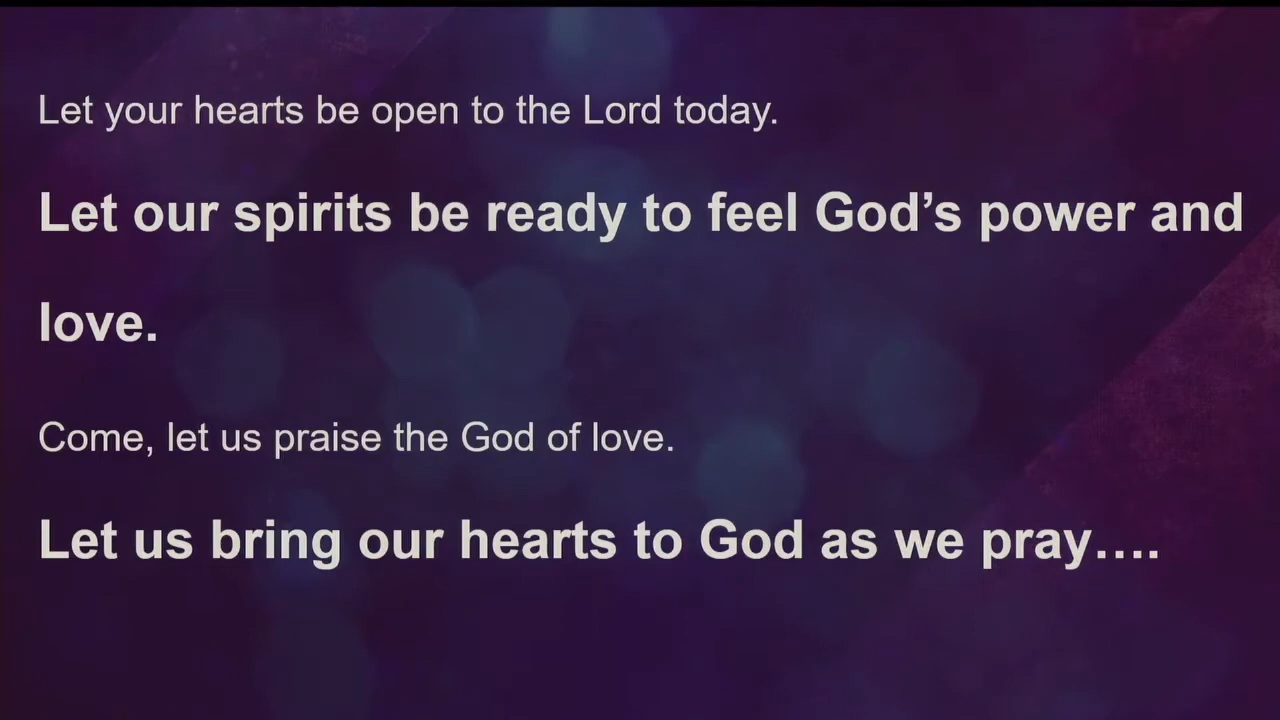 Let your hearts be open to the Lord today.
Let our spirits be ready to feel God’s power and
love.
Come, let us praise the God of love.
Let us bring our hearts to God as we pray….